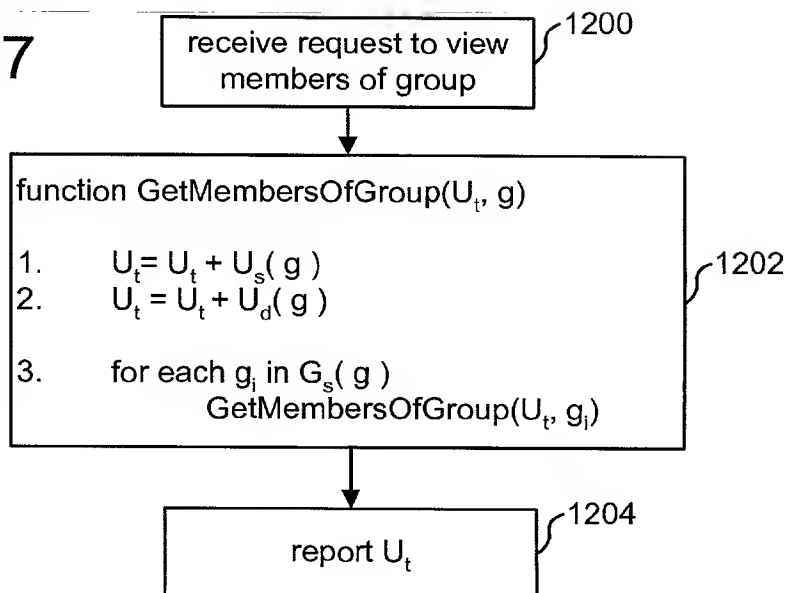 7
receive request to view
members of group
1200
function GetMembersOfGroup(Ut, g)
1. Ut= Ut + Us( g )
2. Ut = Ut + Ud( g )
3. for each gi in Gs( g )
GetMembersOfGroup(Ut, gi)
1202
report Ut
1204